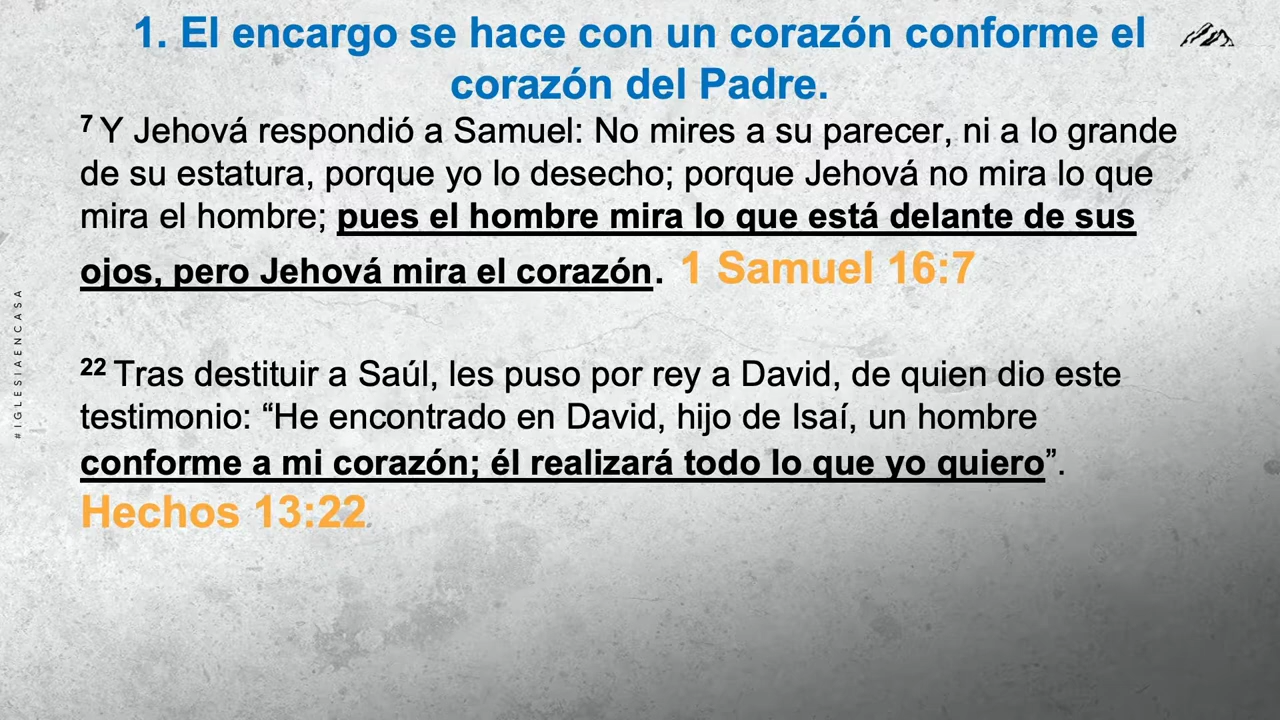 1. El encargo se hace con un corazón conforme el
corazón del Padre.
7 Y Jehová respondió a Samuel: No mires a su parecer, ni a lo grande
de su estatura, porque yo lo desecho; porque Jehová no mira lo que
mira el hombre; pues el hombre mira lo que está delante de sus
ojos, pero Jehová mira el corazón. 1 Samuel 16:7
22 Tras destituir a Saúl, les puso por rey a David, de quien dio este
testimonio: “He encontrado en David, hijo de Isaí, un hombre
conforme a mi corazón; él realizará todo lo que yo quiero”.
Hechos 13:22
#IGLESIAENCASA